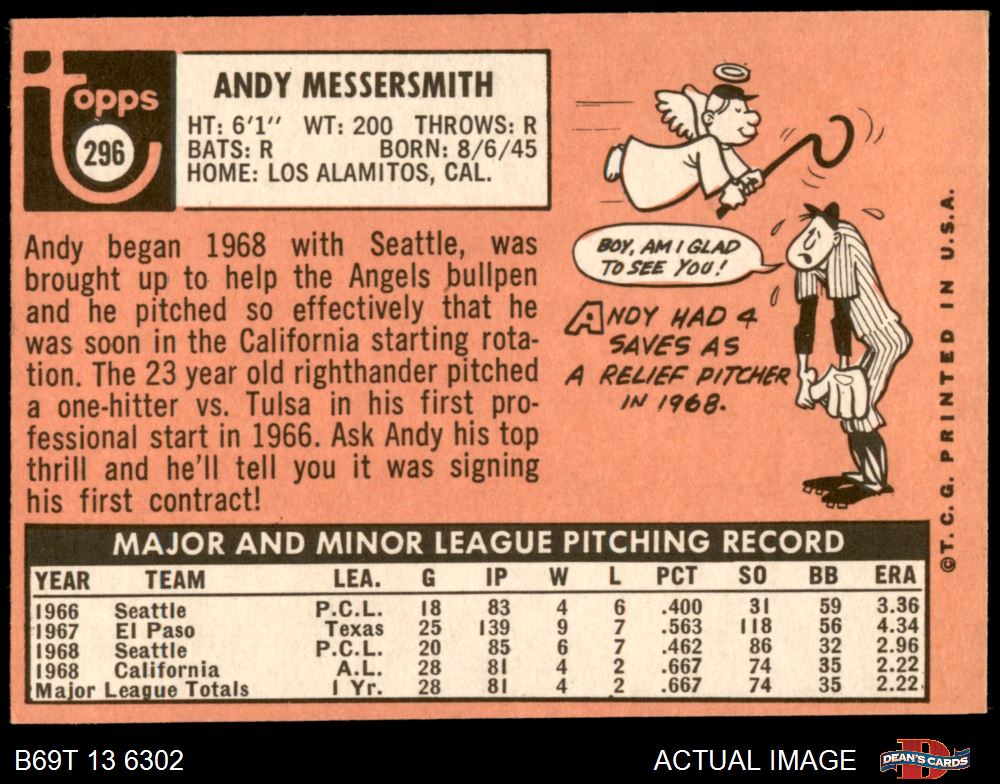 Topps
296
ANDY MESSERSMITH
HT: 6'1" WT: 200 THROWS: R
BATS: R BORN: 8/6/45
HOME: LOS ALAMITOS, CAL.
Andy began 1968 with Seattle, was
brought up to help the Angels bullpen
and he pitched so effectively that he
was soon in the California starting rota-
tion. The 23 year old righthander pitched
a one-hitter vs. Tulsa in his first pro-
fessional start in 1966. Ask Andy his top
thrill and he'll tell you it was signing
his first contract!
BOY, AM I GLAD
TO SEE YOU!
ANDY HAD 4
SAVES AS
A RELIEF PITCHER
IN 1968.
©T. C. G. PRINTED IN U.S.A.
MAJOR AND MINOR LEAGUE PITCHING RECORD
YEAR TEAM LEA. G IP W L PCT SO BB ERA
1966 Seattle P.C.L. 18 83 4 6 .400 31 59 3.36
1967 El Paso Texas 25 139 9 7 .563 118 56 4.34
1968 Seattle P.C.L. 20 85 6 7 .462 86 32 2.96
1968 California A.L. 28 81 4 2 .667 74 35 2.22
Major League Totals 1 Yr. 28 81 4 2 .667 74 35 2.22
B69T 13 6302 ACTUAL IMAGE
DEAN'S CARDS